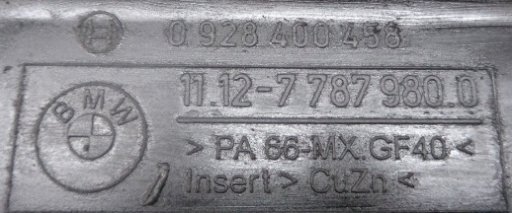 0 928 400 458
BMW
11.12-7 787 980.0
> PA 66-MX GF40 <
Insert > CuZn <